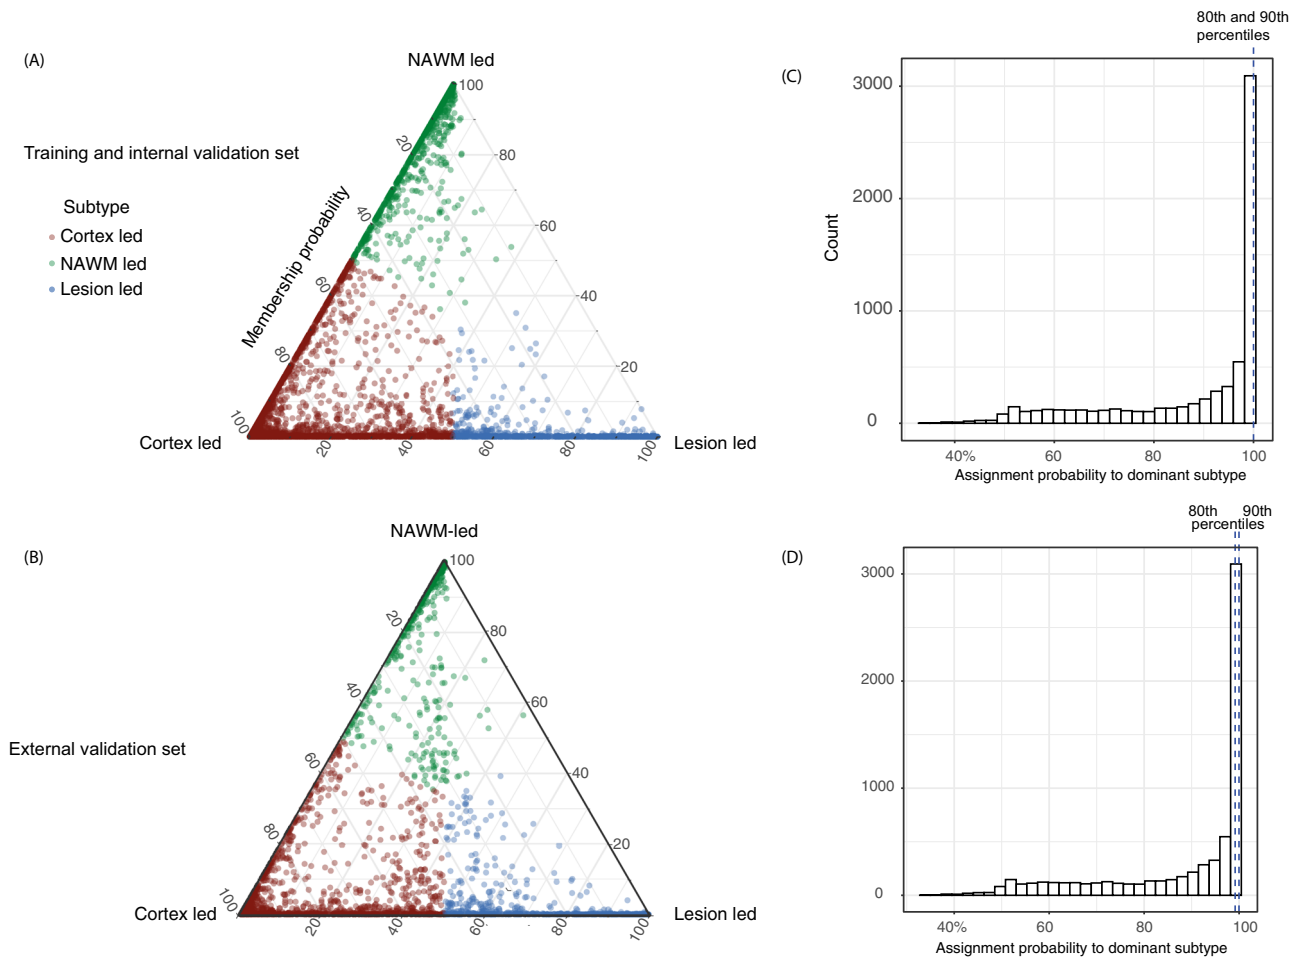 (A)
NAWM led
100
20
80
Training and internal validation set
Subtype
Cortex led
NAWM led
Lesion led
Membership probability
40
60
60
40
80
20
100
Cortex led
20
40
60
80
100
Lesion led
(C)
80th and 90th
percentiles
Count
3000
2000
1000
0
40%
60
80
100
Assignment probability to dominant subtype
(B)
NAWM-led
100
20
80
40
60
External validation set
60
40
80
20
100
Cortex led
20
40
60
80
100
Lesion led
(D)
80th 90th
percentiles
3000
2000
1000
0
40%
60
80
100
Assignment probability to dominant subtype